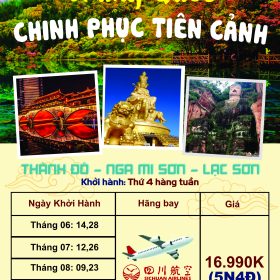 CHINH PHỤC TIÊN CẢNH
THÀNH ĐÔ - NGA MI SƠN - LẠC SƠN
Khởi hành: Thứ 4 hàng tuần
Ngày Khởi Hành
Hãng bay
Giá
Tháng 06: 14,28
Tháng 07: 12,26
Tháng 08: 09,23
四川航空
SICHUAN AIRLINES
16.990K
(5N4Đ)